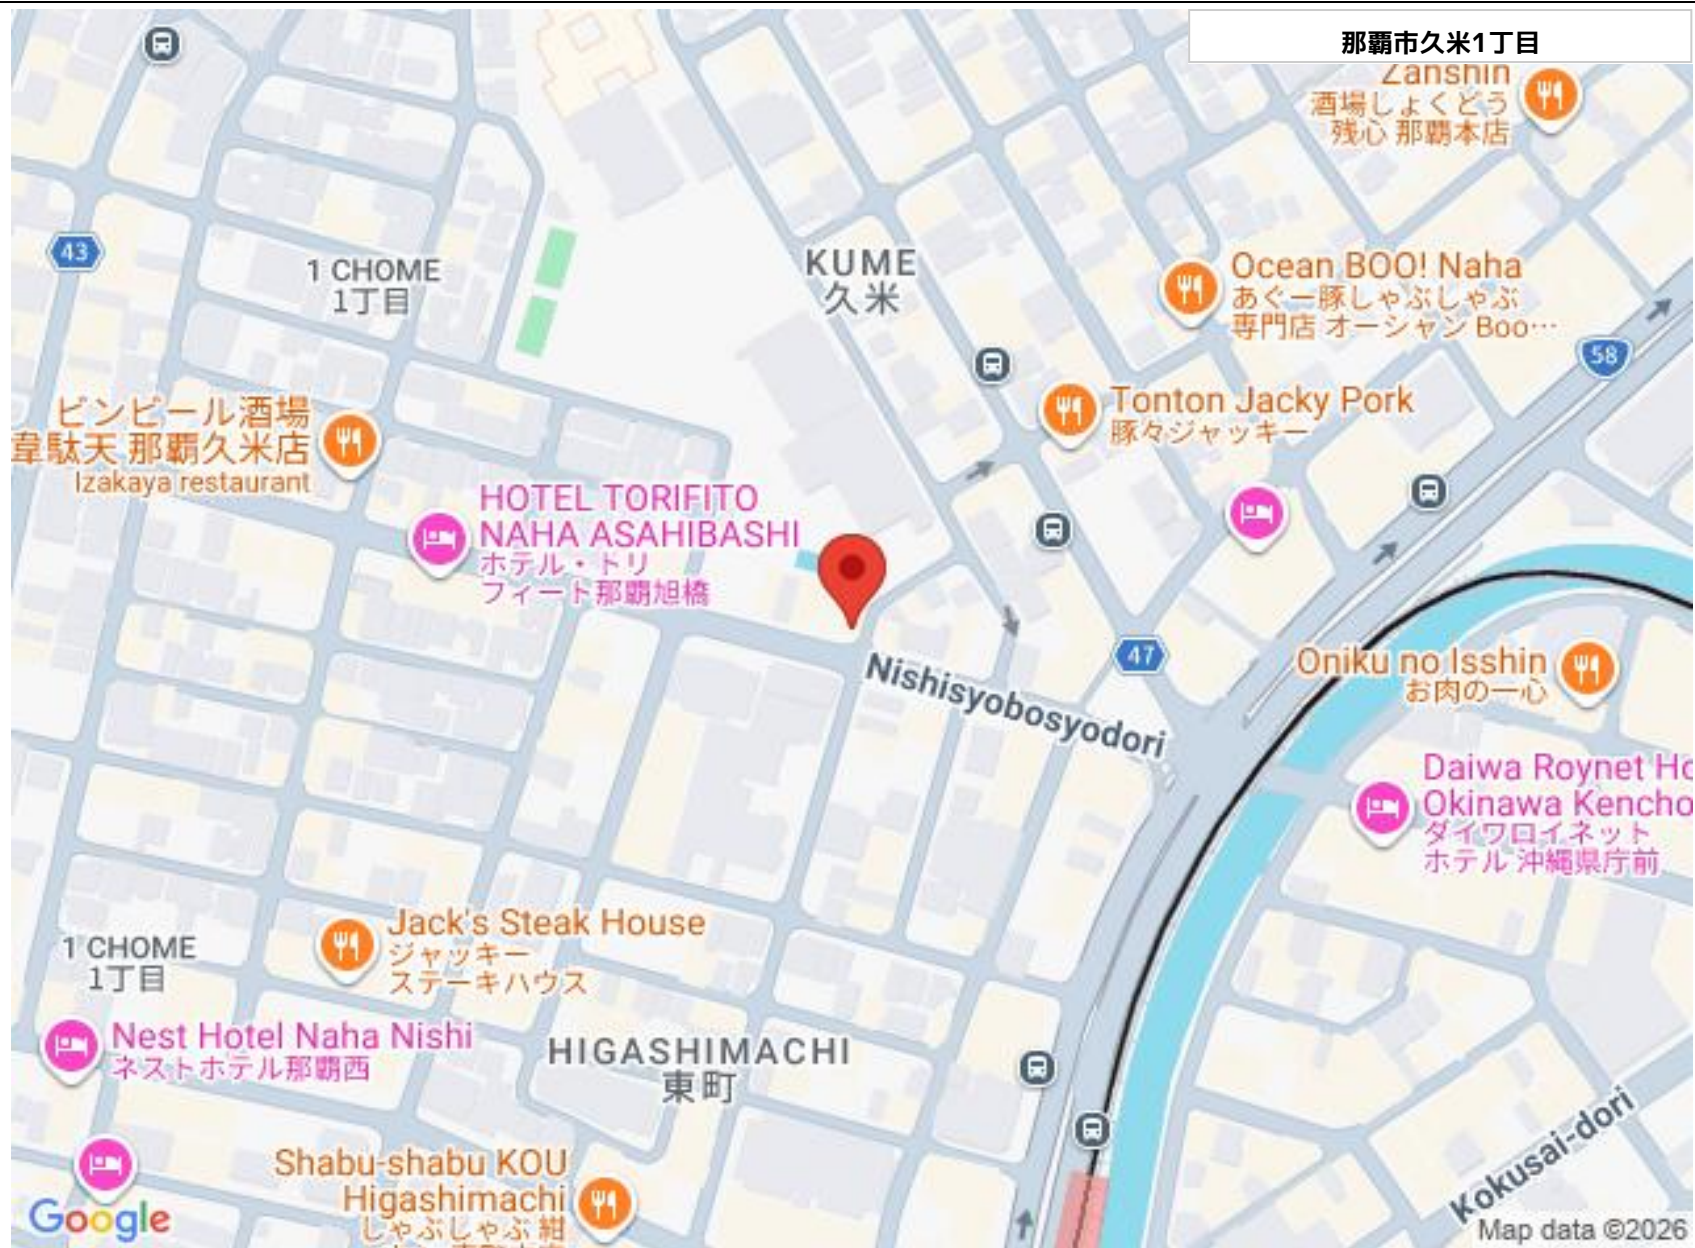 那覇市久米1丁目
Zanshin
酒場しょくどう
残心 那覇本店
43
1 CHOME
1丁目
KUME
久米
Ocean BOO! Naha
あぐー豚しゃぶしゃぶ
専門店 オーシャン Boo…
58
ビンビール酒場
韋駄天 那覇久米店
Izakaya restaurant
Tonton Jacky Pork
豚々ジャッキー
HOTEL TORIFITO
NAHA ASAHIBASHI
ホテル・トリ
フィート那覇旭橋
47
Nishisyobosyodori
Oniku no Isshin
お肉の一心
Daiwa Roynet Ho
Okinawa Kencho
ダイワロイネット
ホテル 沖縄県庁前
Jack's Steak House
ジャッキー
ステーキハウス
1 CHOME
1丁目
Nest Hotel Naha Nishi
ネストホテル那覇西
HIGASHIMACHI
東町
Shabu-shabu KOU
Higashimachi
しゃぶしゃぶ 紺
Kokusai-dori
Google
Map data ©2026